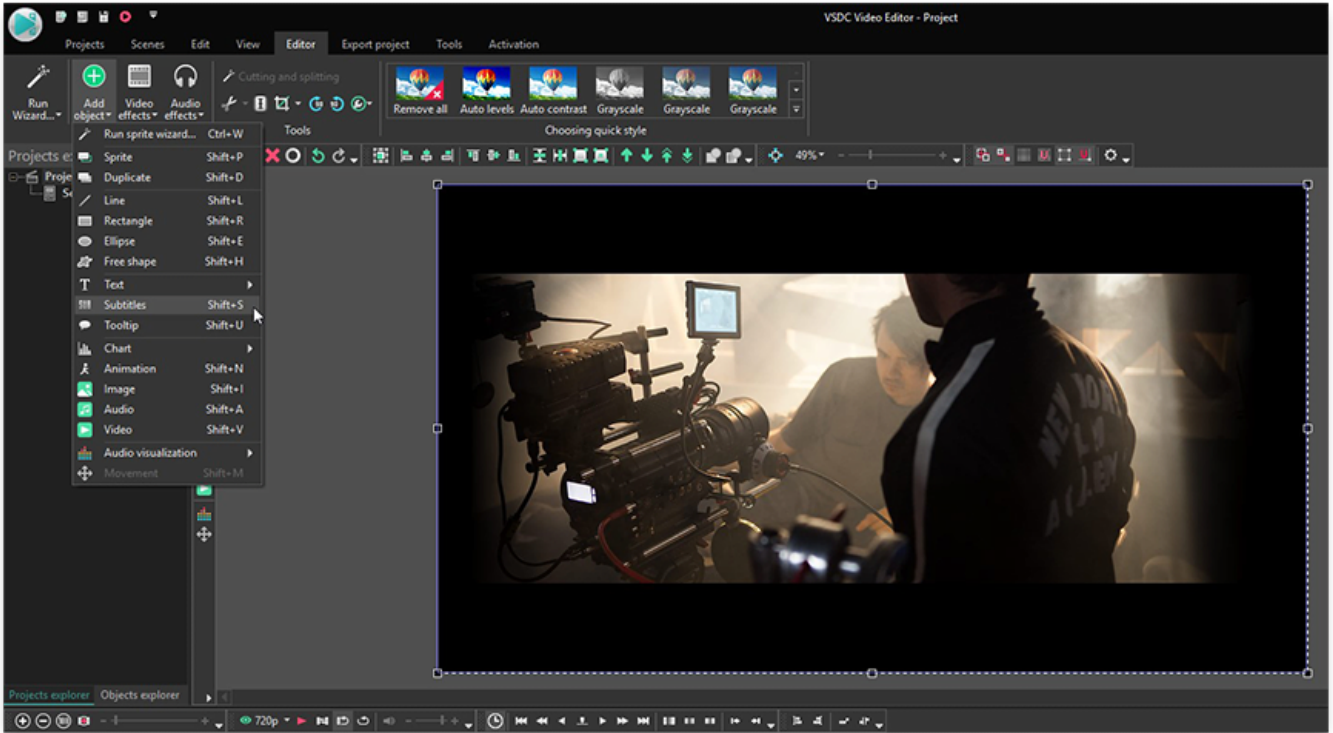 VSDC Video Editor - Project
Projects Scenes Edit View Editor Export project Tools Activation
Run Wizard...
Add object
Video effects
Audio effects
Cutting and splitting
Tools
Remove all Auto levels Auto contrast Grayscale Grayscale Grayscale
Choosing quick style
Projects e
49%
Proje
Se
Run sprite wizard... Ctrl+W
Sprite Shift+P
Duplicate Shift+D
Line Shift+L
Rectangle Shift+R
Ellipse Shift+E
Free shape Shift+H
Text
Subtitles Shift+S
Tooltip Shift+U
Chart
Animation Shift+N
Image Shift+I
Audio Shift+A
Video Shift+V
Audio visualization
Movement Shift+M
Projects explorer Objects explorer
720p